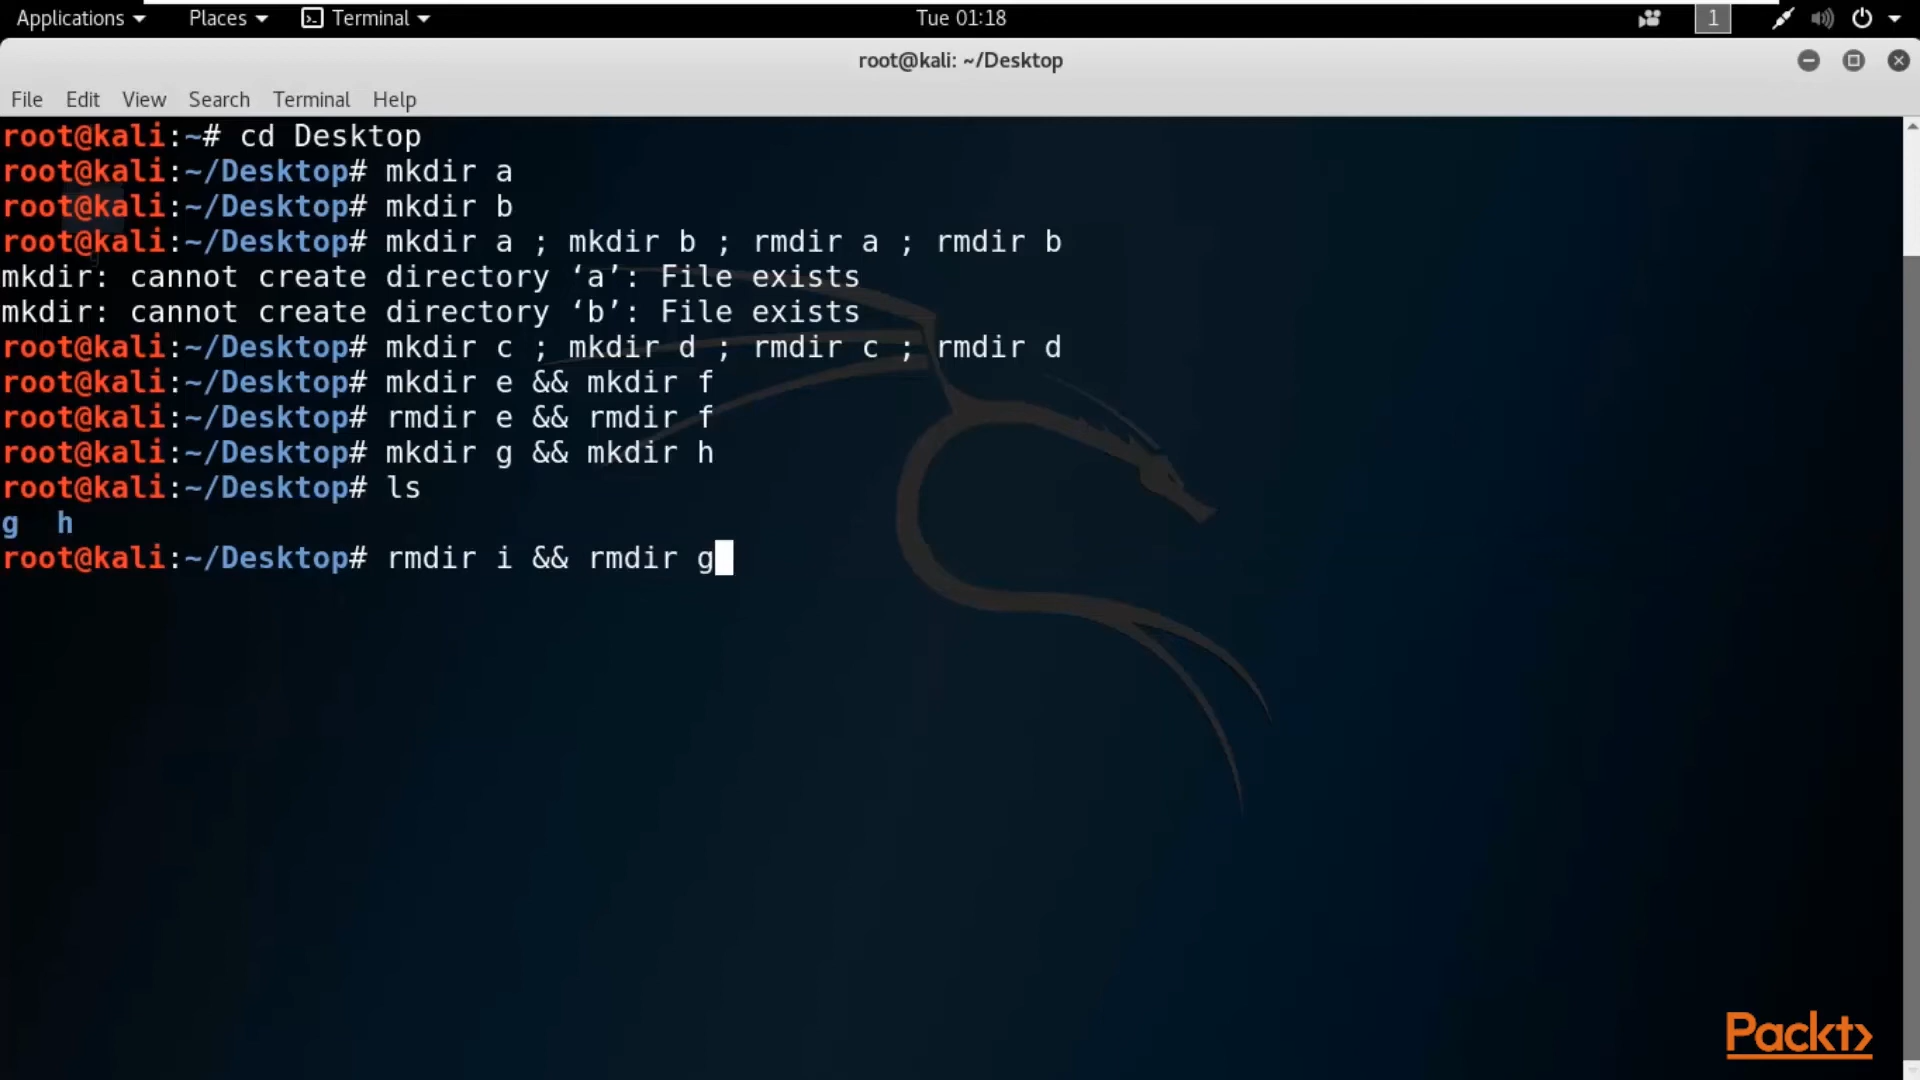 Applications Places Terminal Tue 01:18 1
root@kali: ~/Desktop
File Edit View Search Terminal Help
root@kali:~# cd Desktop
root@kali:~/Desktop# mkdir a
root@kali:~/Desktop# mkdir b
root@kali:~/Desktop# mkdir a ; mkdir b ; rmdir a ; rmdir b
mkdir: cannot create directory ‘a’: File exists
mkdir: cannot create directory ‘b’: File exists
root@kali:~/Desktop# mkdir c ; mkdir d ; rmdir c ; rmdir d
root@kali:~/Desktop# mkdir e && mkdir f
root@kali:~/Desktop# rmdir e && rmdir f
root@kali:~/Desktop# mkdir g && mkdir h
root@kali:~/Desktop# ls
g h
root@kali:~/Desktop# rmdir i && rmdir g
Packt>